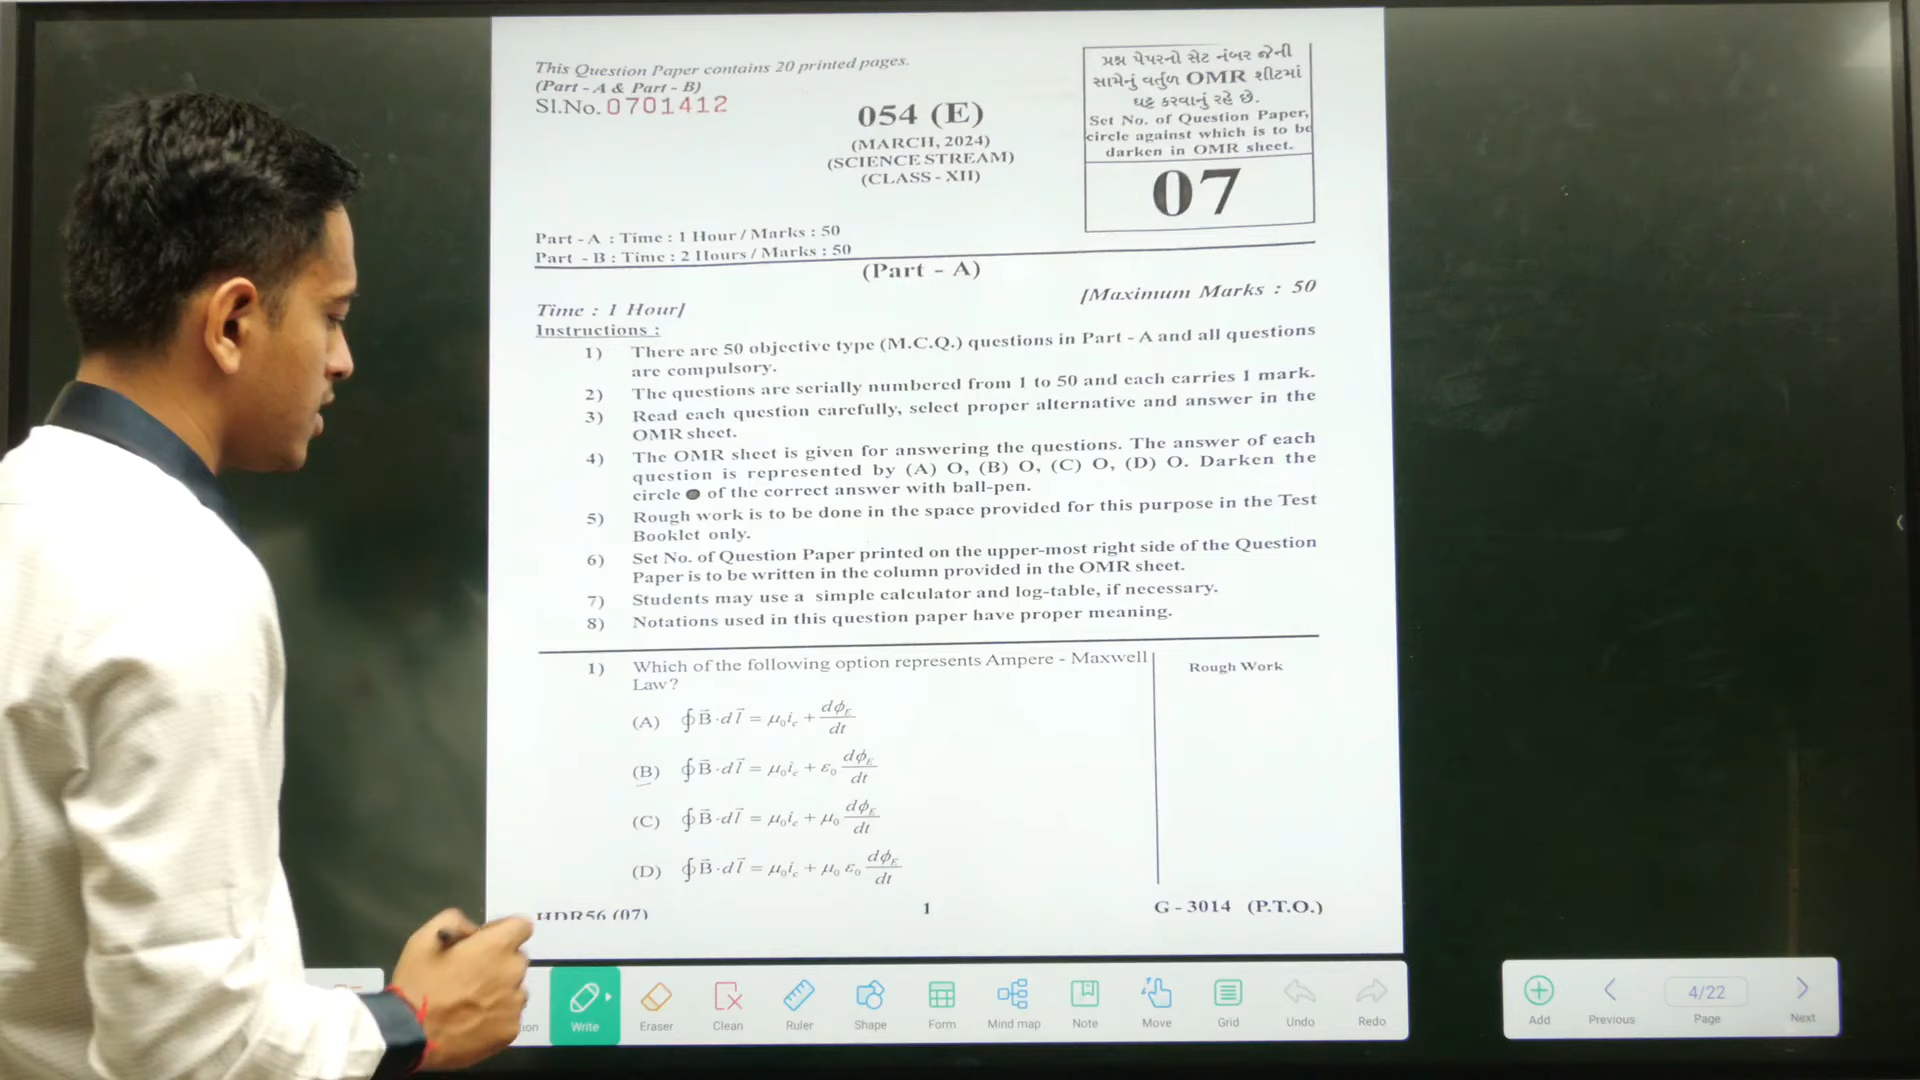 This Question Paper contains 20 printed pages.
(Part - A & Part - B)
Sl.No. 0701412
054 (E)
(MARCH, 2024)
(SCIENCE STREAM)
(CLASS - XII)
પ્રશ્ન પેપરનો સેટ નંબર જેની
સામેનું વર્તુળ OMR શીટમાં
ઘટ્ટ કરવાનું રહે છે.
Set No. of Question Paper,
circle against which is to be
darken in OMR sheet.
07
Part - A : Time : 1 Hour / Marks : 50
Part - B : Time : 2 Hours / Marks : 50
(Part - A)
Time : 1 Hour]
[Maximum Marks : 50
Instructions :
1) There are 50 objective type (M.C.Q.) questions in Part - A and all questions
are compulsory.
2) The questions are serially numbered from 1 to 50 and each carries 1 mark.
3) Read each question carefully, select proper alternative and answer in the
OMR sheet.
4) The OMR sheet is given for answering the questions. The answer of each
question is represented by (A) O, (B) O, (C) O, (D) O. Darken the
circle ● of the correct answer with ball-pen.
5) Rough work is to be done in the space provided for this purpose in the Test
Booklet only.
6) Set No. of Question Paper printed on the upper-most right side of the Question
Paper is to be written in the column provided in the OMR sheet.
7) Students may use a simple calculator and log-table, if necessary.
8) Notations used in this question paper have proper meaning.
1) Which of the following option represents Ampere - Maxwell
Law?
Rough Work
(A) ∮B⃗·dl⃗ = μ₀i_c + dϕ_E/dt
(B) ∮B⃗·dl⃗ = μ₀i_c + ε₀ dϕ_E/dt
(C) ∮B⃗·dl⃗ = μ₀i_c + μ₀ dϕ_E/dt
(D) ∮B⃗·dl⃗ = μ₀i_c + μ₀ ε₀ dϕ_E/dt
HDR56 (07)
1
G - 3014 (P.T.O.)
Write
Eraser
Clean
Ruler
Shape
Form
Mind map
Note
Move
Grid
Undo
Redo
Add
Previous
4/22
Page
Next